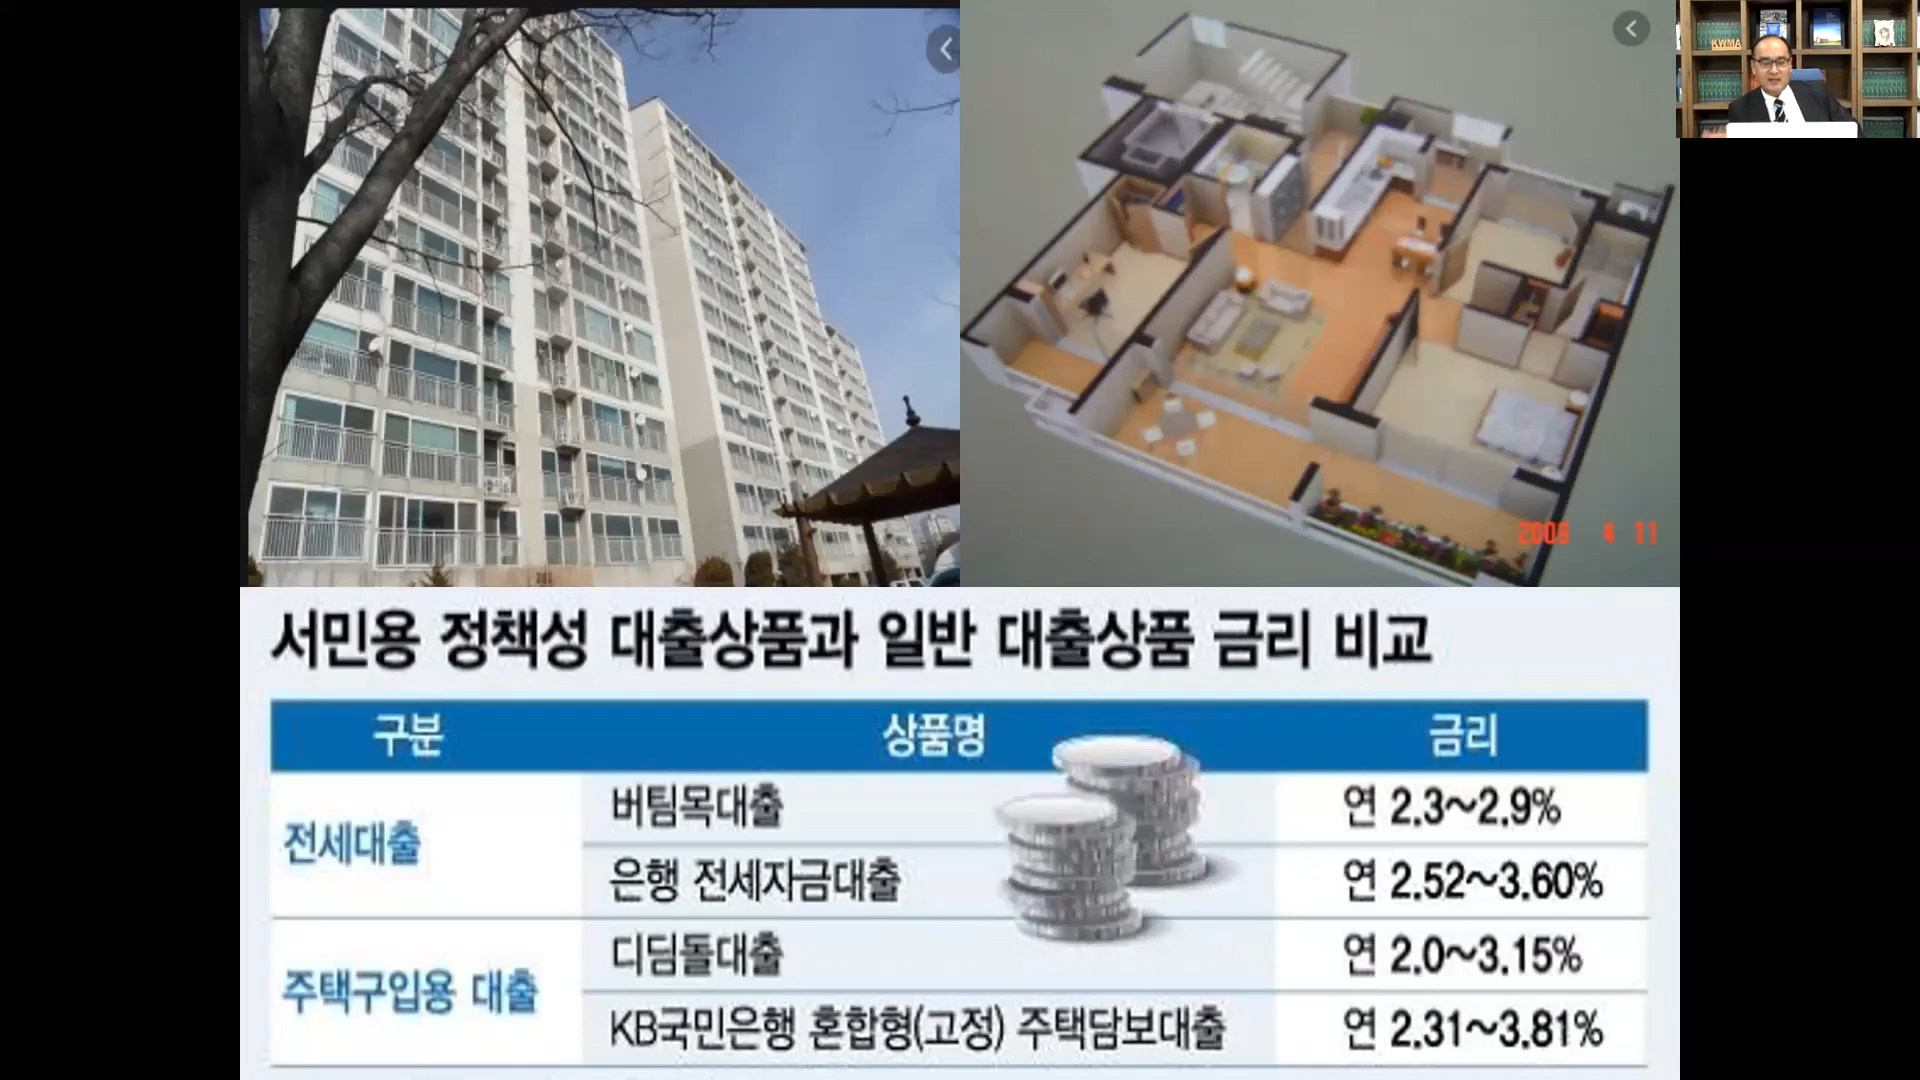 KWMA
2009 4 11
서민용 정책성 대출상품과 일반 대출상품 금리 비교
구분 상품명 금리
전세대출
버팀목대출 연 2.3~2.9%
은행 전세자금대출 연 2.52~3.60%
주택구입용 대출
디딤돌대출 연 2.0~3.15%
KB국민은행 혼합형(고정) 주택담보대출 연 2.31~3.81%